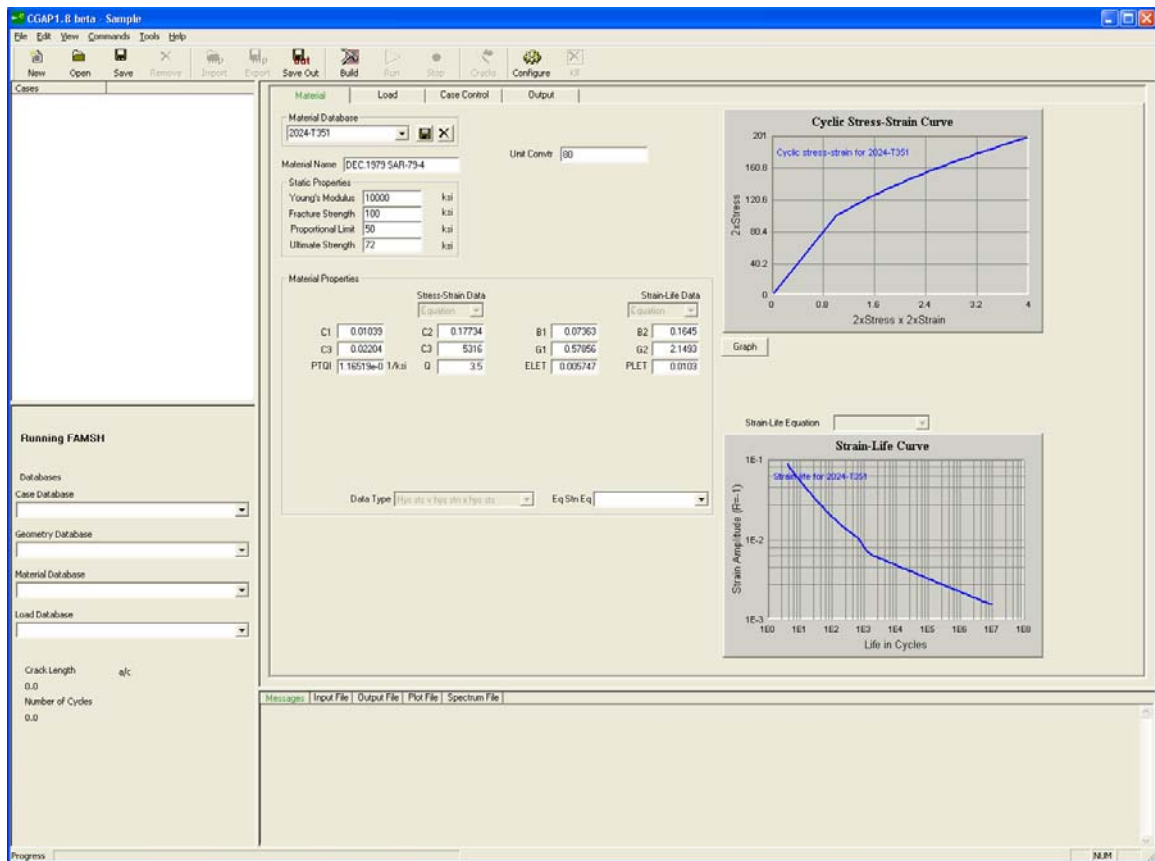 CGAP1.8 beta - Sample
File Edit View Commands Tools Help
New Open Save Remove Import Export Save Out Build Run Stop Cracks Configure Kill
Cases
Material Load Case Control Output
Material Database
2024-T351
Unit Convtr 80
Material Name DEC.1979 SAR-79-4
Static Properties
Young's Modulus 10000 ksi
Fracture Strength 100 ksi
Proportional Limit 50 ksi
Ultimate Strength 72 ksi
Material Properties
Stress-Strain Data Strain-Life Data
Equation Equation
C1 0.01039 C2 0.17734 B1 0.07363 B2 0.1645
C3 0.02204 C3 5316 G1 0.57856 G2 2.1493
PTQI 1.16519e-0 1/ksi Q 3.5 ELET 0.005747 PLET 0.0103
Data Type Hys sts v hys stn x hys sts Eq Stn Eq
Cyclic Stress-Strain Curve
Cyclic stress-strain for 2024-T351
2xStress
201
160.8
120.6
80.4
40.2
0
0 0.8 1.6 2.4 3.2 4
2xStress x 2xStrain
Graph
Strain-Life Equation
Strain-Life Curve
Strain-life for 2024-T351
Strain Amplitude (R=-1)
1E-1
1E-2
1E-3
1E0 1E1 1E2 1E3 1E4 1E5 1E6 1E7 1E8
Life in Cycles
Running FAMSH
Databases
Case Database
Geometry Database
Material Database
Load Database
Crack Length a/c
0.0
Number of Cycles
0.0
Messages Input File Output File Plot File Spectrum File
Progress NUM